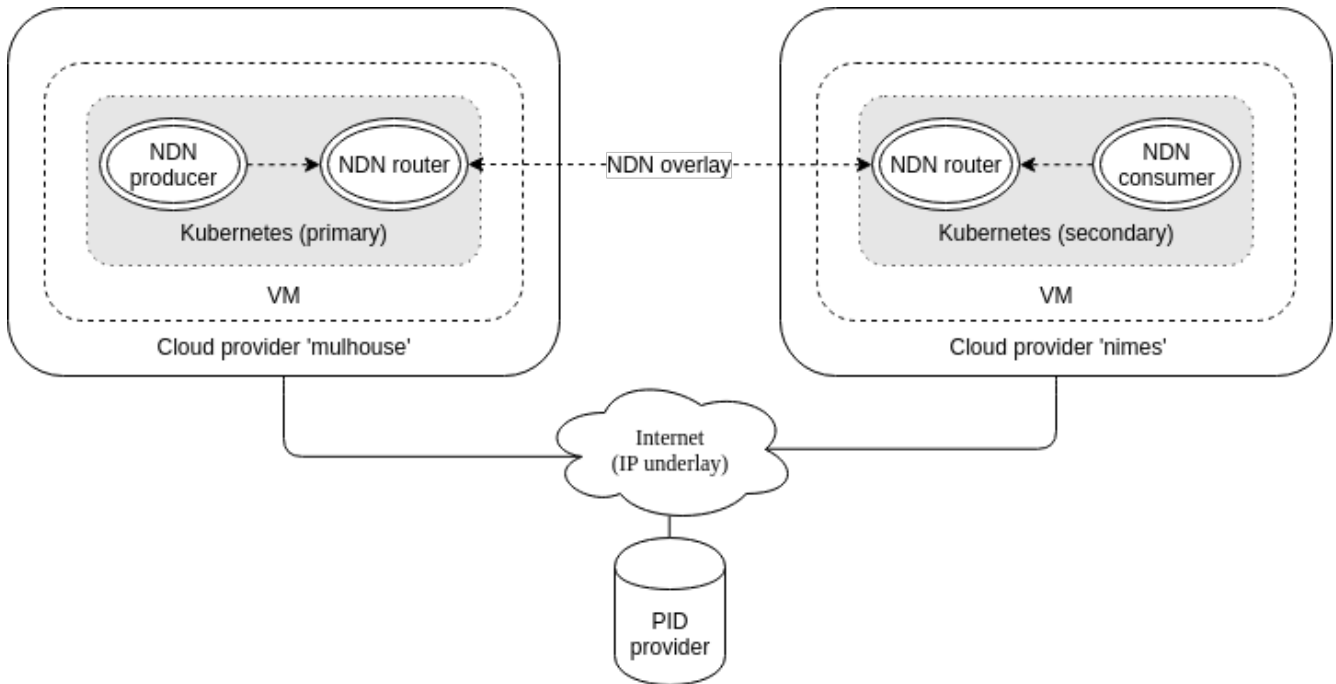 NDN
producer
NDN router
NDN overlay
NDN router
NDN
consumer
Kubernetes (primary)
Kubernetes (secondary)
VM
VM
Cloud provider 'mulhouse'
Cloud provider 'nimes'
Internet
(IP underlay)
PID
provider